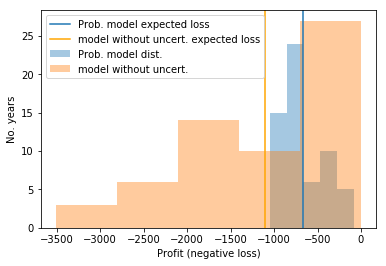 Prob. model expected loss
model without uncert. expected loss
Prob. model dist.
model without uncert.
No. years
25
20
15
10
5
0
-3500 -3000 -2500 -2000 -1500 -1000 -500 0
Profit (negative loss)